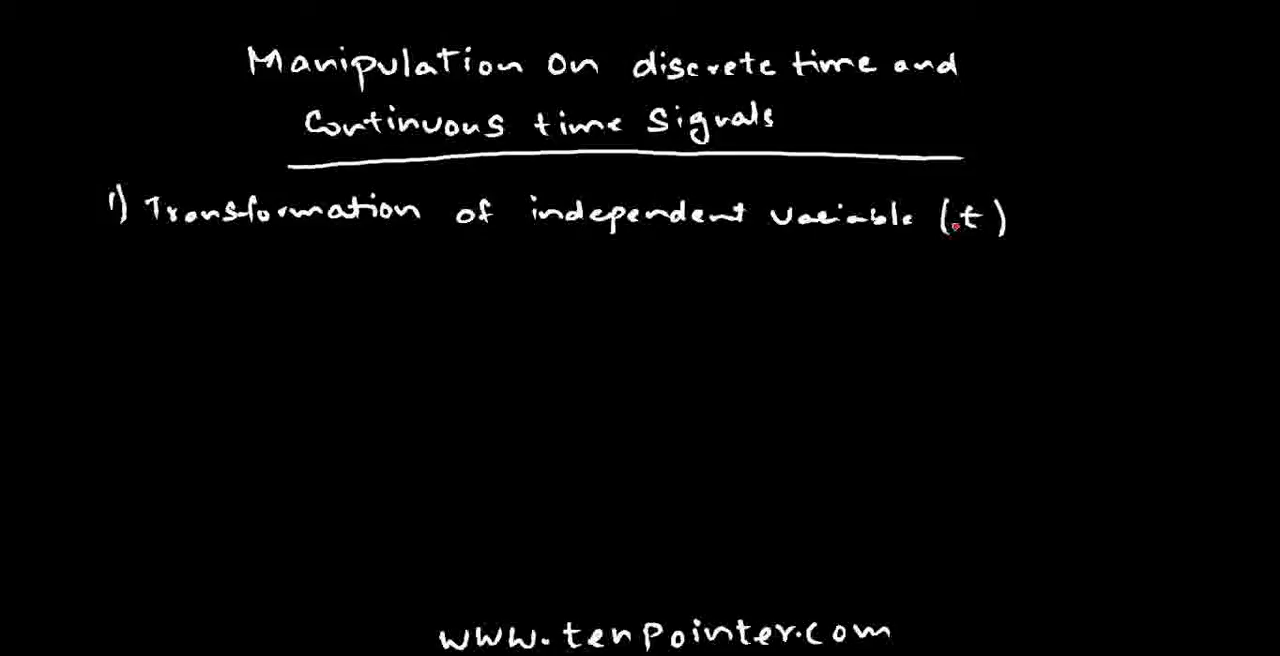 Manipulation on discrete time and
Continuous time Signals
1) Transformation of independent variable (t)
www.tenpointer.com